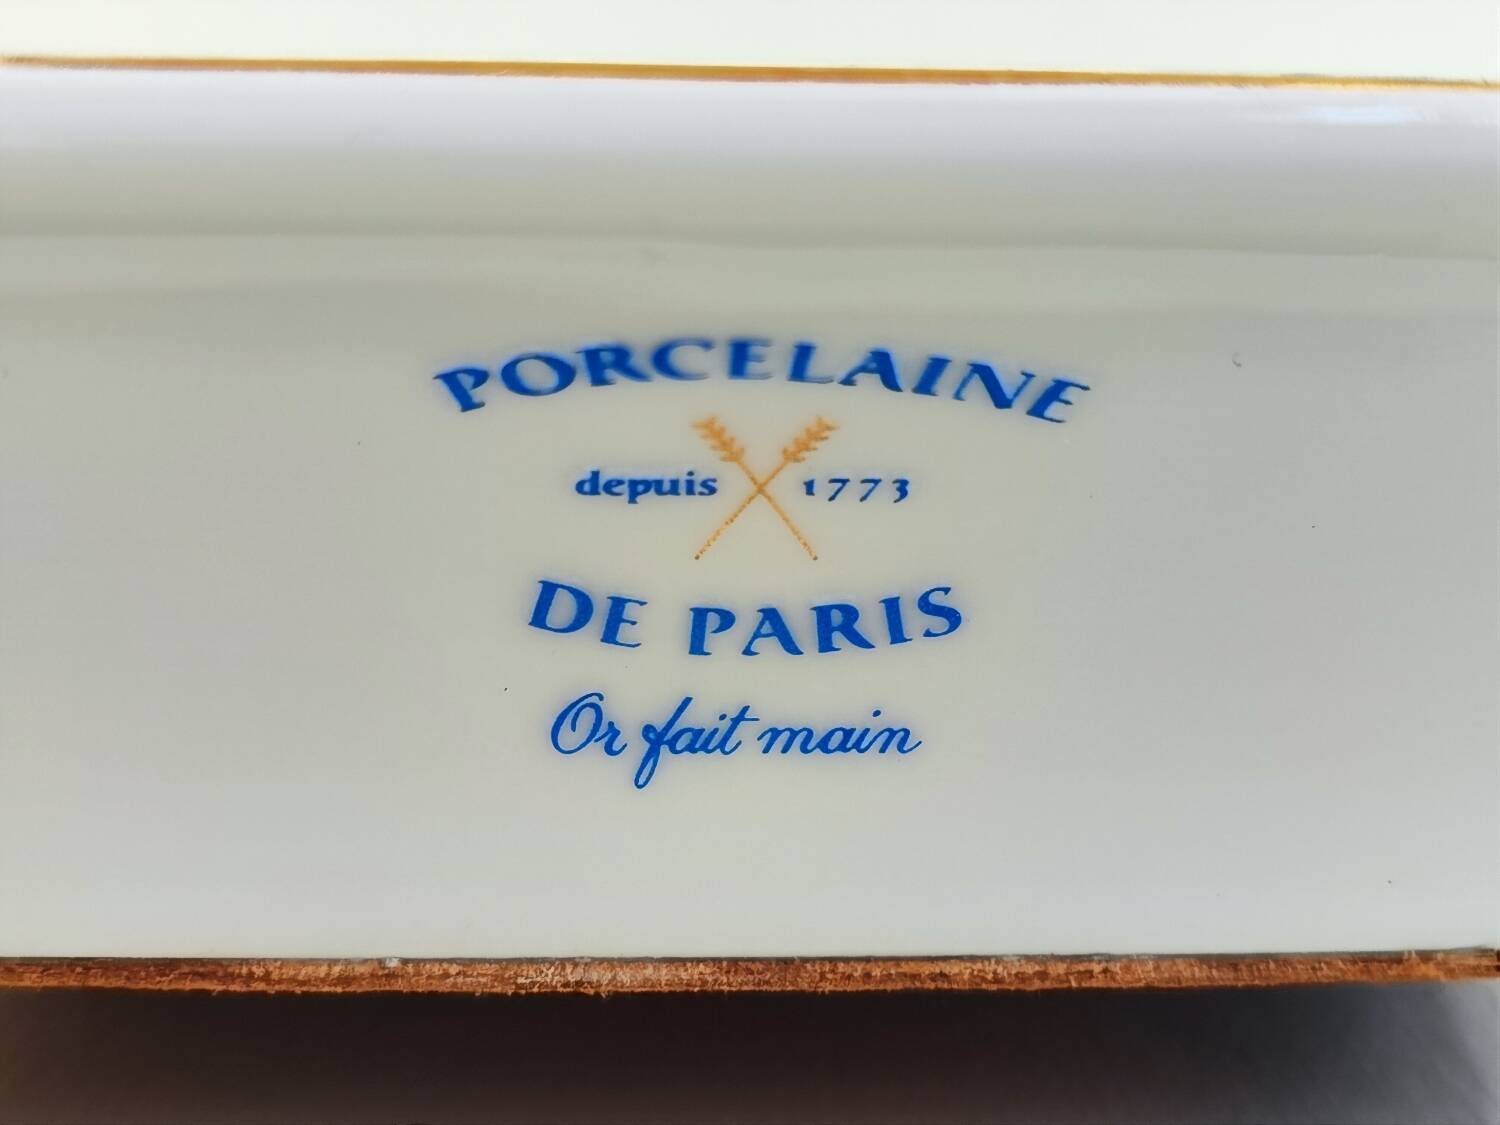 PORCELAINE
depuis 1773
DE PARIS
Or fait main